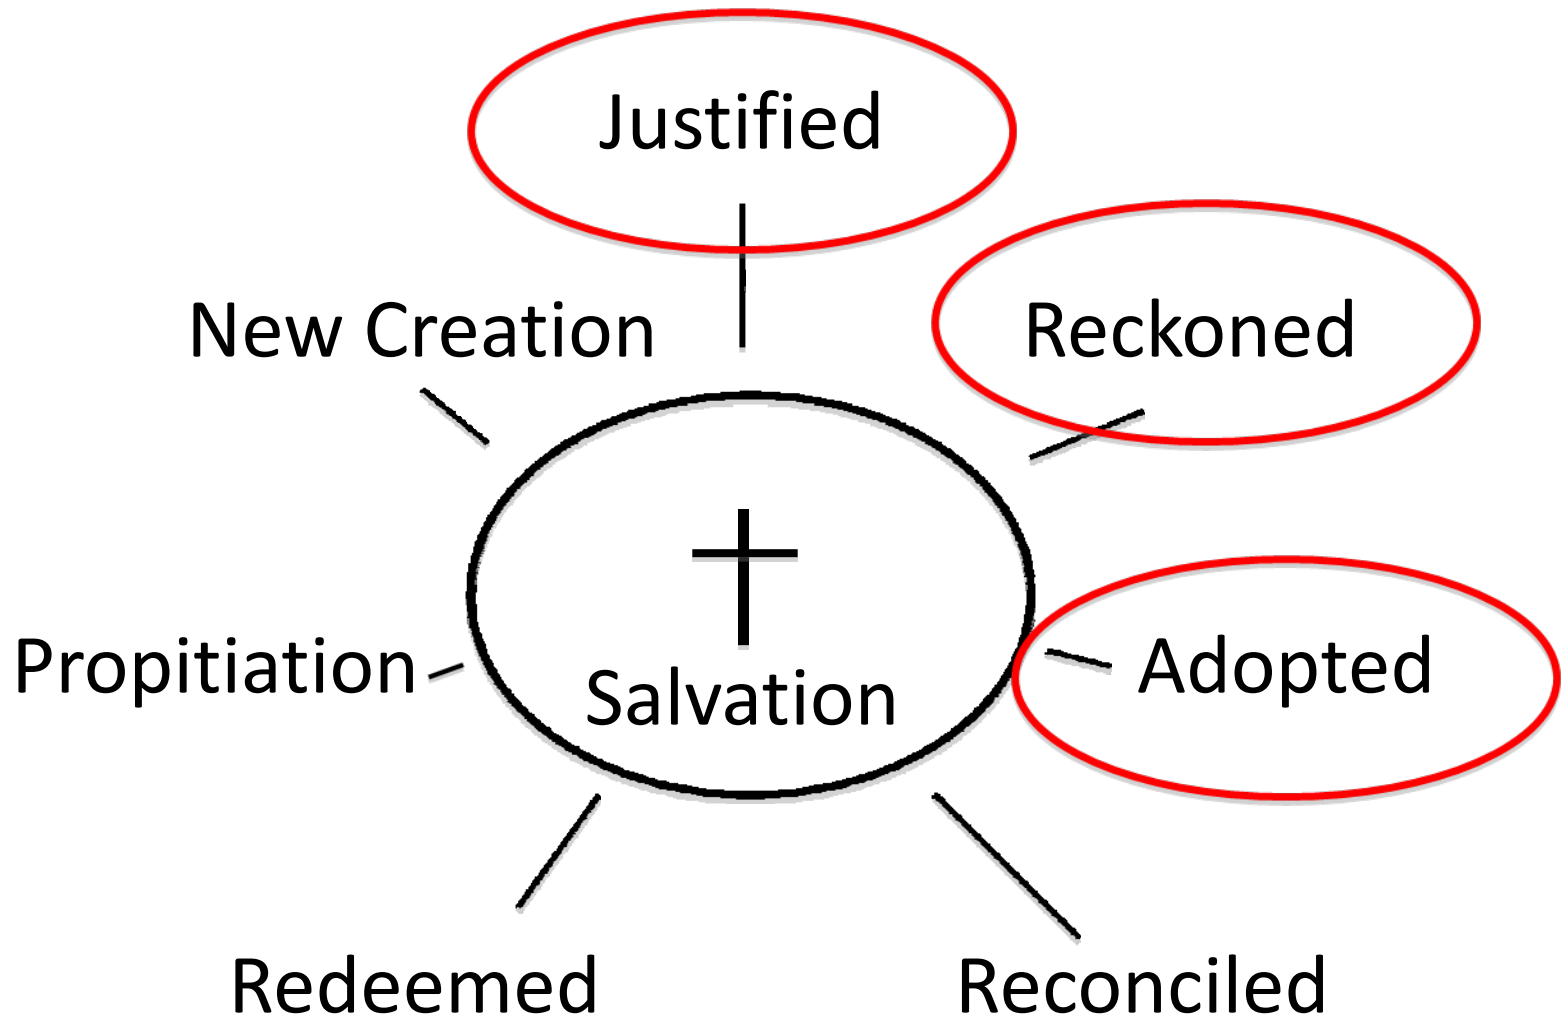 Justified
New Creation
Reckoned
Propitiation
Salvation
Adopted
Redeemed
Reconciled